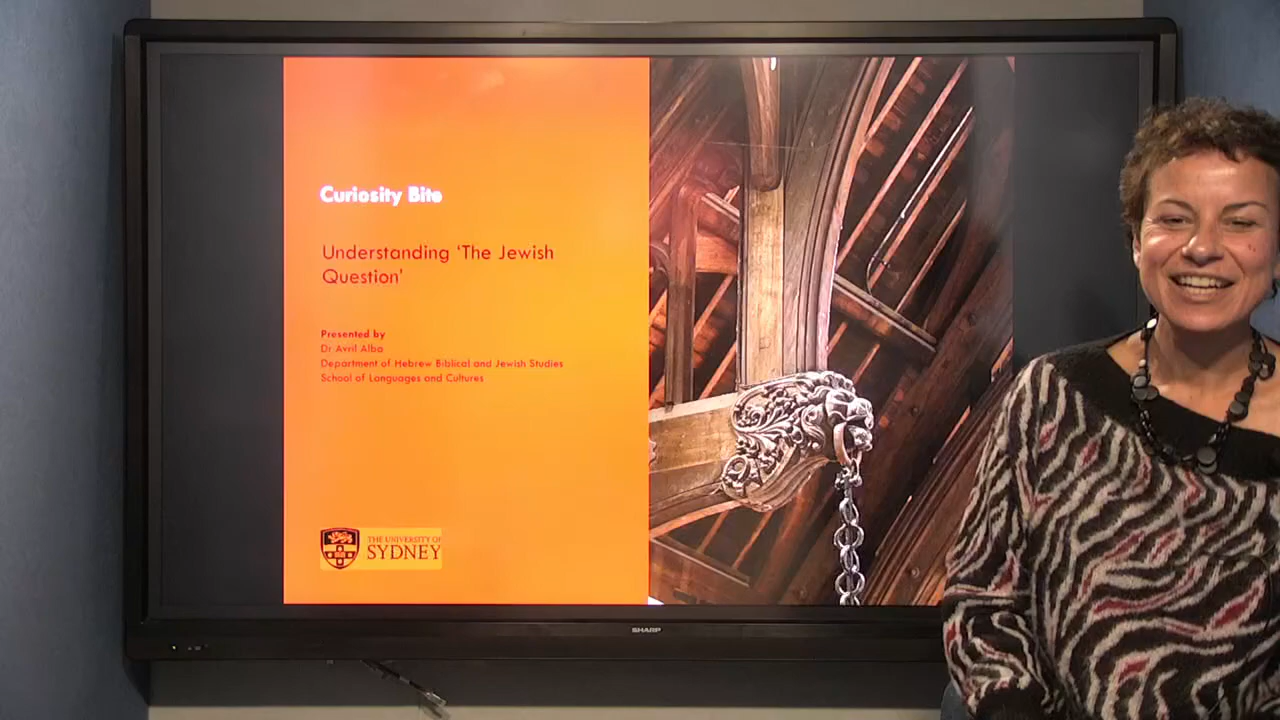 Curiosity Bite
Understanding ‘The Jewish
Question’
Presented by
Dr Avril Alba
Department of Hebrew Biblical and Jewish Studies
School of Languages and Cultures
THE UNIVERSITY OF
SYDNEY
SHARP